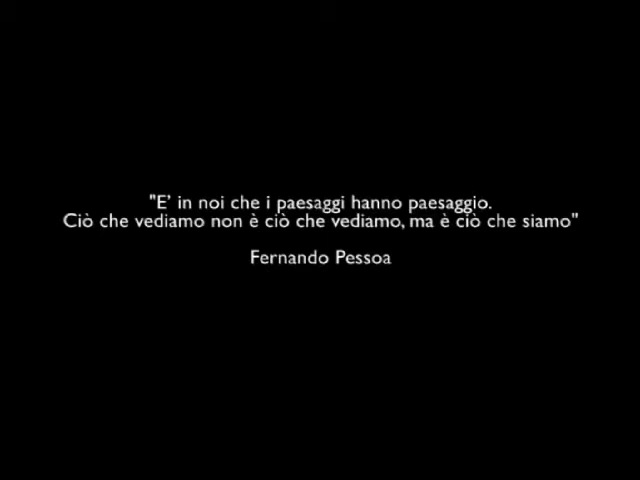 "E' in noi che i paesaggi hanno paesaggio.
Ciò che vediamo non è ciò che vediamo, ma è ciò che siamo"
Fernando Pessoa